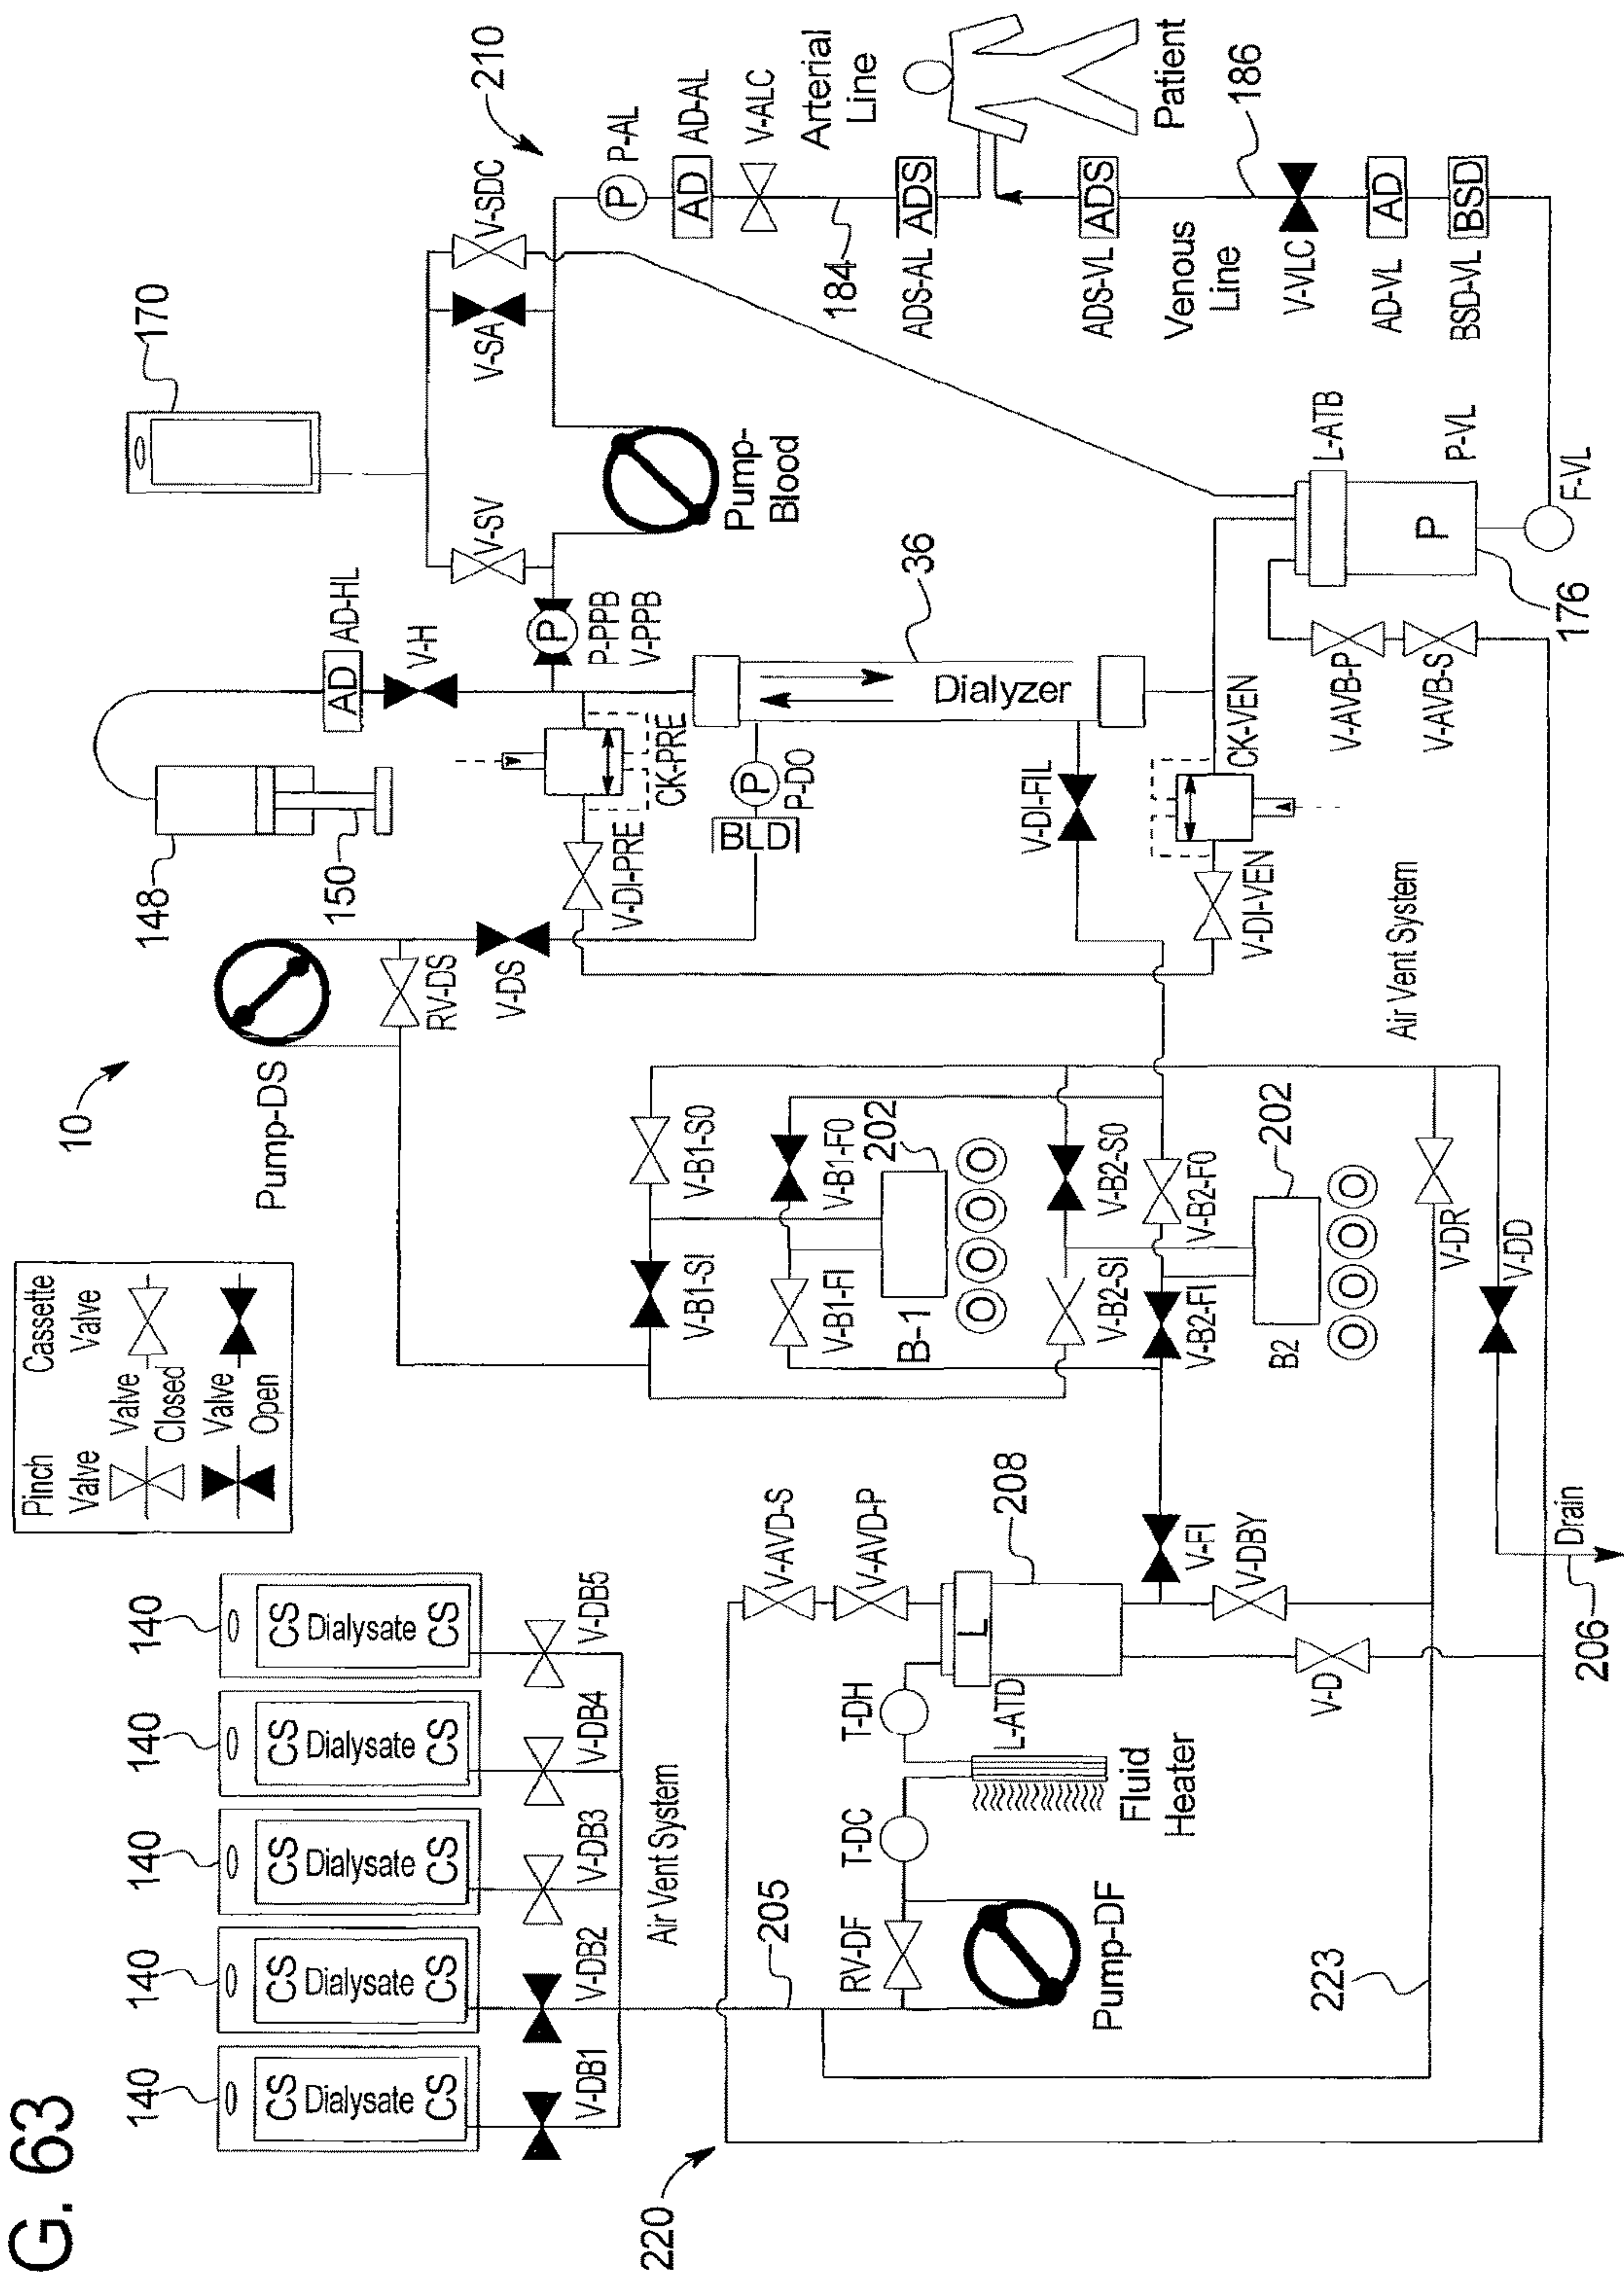 G. 63
10
210
220
Pinch Valve
Cassette Valve
Valve Closed
Valve Open
140
140
140
140
140
CS Dialysate CS
CS Dialysate CS
CS Dialysate CS
CS Dialysate CS
CS Dialysate CS
V-DB1
V-DB2
V-DB3
V-DB4
V-DB5
Air Vent System
205
RV-DF
Pump-DF
T-DC
T-DH
Fluid Heater
L-ATD
L
208
V-AVD-S
V-AVD-P
V-FI
V-DBY
V-D
223
206
Drain
V-DD
V-DR
Pump-DS
RV-DS
V-DS
V-B1-SI
V-B1-S0
V-B1-FI
V-B1-F0
B-1
202
V-B2-SI
V-B2-S0
V-B2-FI
V-B2-F0
B2
202
148
150
AD
AD-HL
V-H
V-DI-PRE
CK-PRE
BLD
P
P-DO
V-DI-FIL
Dialyzer
36
V-DI-VEN
CK-VEN
Air Vent System
P
P-PPB
V-PPB
170
V-SV
V-SA
V-SDC
Pump-Blood
P
P-AL
AD
AD-AL
V-ALC
Arterial Line
184
ADS
ADS-AL
Patient
ADS
ADS-VL
Venous Line
186
V-VLC
AD
AD-VL
BSD
BSD-VL
L-ATB
P
P-VL
F-VL
176
V-AVB-P
V-AVB-S